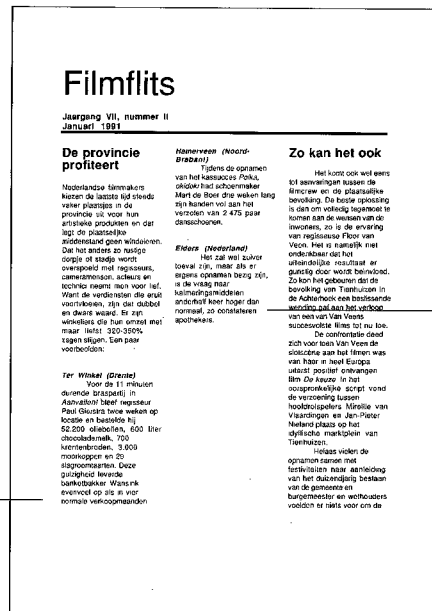 Filmflits
Jaargang VII, nummer II
Januari 1991
De provincie
profiteert
Nederlandse filmmakers
kiezen de laatste tijd steeds
vaker plaatsjes in de
provincie uit voor hun
artistieke produkten en dat
legt de plaatselijke
middenstand geen windeieren.
Dat het anders zo rustige
dorpje of stadje wordt
overspoeld met regisseurs,
cameramensen, acteurs en
technici neemt men voor lief.
Want de verdiensten die eruit
voortvloeien, zijn dat dubbel
en dwars waard. Er zijn
winkeliers die hun omzet met
maar liefst 320-350%
zagen stijgen. Een paar
voorbeelden:
Ter Winkel (Drente)
Voor de 11 minuten
durende braspartij in
bleef regisseur
Paul Giustra twee weken op
locatie en bestelde hij
52.200 oliebollen, 600 liter
chocolademelk, 700
krentenbroden, 3.000
moorkoppen en 29
slagroomtaarten. Deze
gulzigheid leverde
banketbakker Wansink
evenveel op als in vier
normale verkoopmaanden
Hamerveen (Noord-
Brabant)
Tijdens de opnamen
van het kassucces Polka,
okidoki had schoenmaker
Mart de Boer drie weken lang
zijn handen vol aan het
verzolen van 2 475 paar
dansschoenen.
Elders (Nederland)
Het zal wel zuiver
toeval zijn, maar als er
ergens opnamen bezig zijn,
is de vraag naar
kalmeringsmiddelen
anderhalf keer hoger dan
normaal, zo constateren
apothekers.
Zo kan het ook
Het komt ook wel eens
tot aanvaringen tussen de
filmcrew en de plaatselijke
bevolking. De beste oplossing
is dan om volledig tegemoet te
komen aan de wensen van de
inwoners, zo is de ervaring
van regisseuse Floor van
Veen. Het is namelijk niet
ondenkbaar dat het
uiteindelijke resultaat er
gunstig door wordt beïnvloed.
Zo kon het gebeuren dat de
bevolking van Tienhuizen in
de Achterhoek een beslissende
wending gaf aan het verloop
van een van Van Veens
succesvolste films tot nu toe.
De confrontatie deed
zich voor toen Van Veen de
slotscène aan het filmen was
van haar in heel Europa
uiterst positief ontvangen
film De keuze. In het
oorspronkelijke script vond
de verzoening tussen
hoofdrolspelers Mireille van
Vlaardingen en Jan-Pieter
Nieland plaats op het
idyllische marktplein van
Tienhuizen.
Helaas vielen de
opnamen samen met
festiviteiten naar aanleiding
van het duizendjarig bestaan
van de gemeente en
burgemeester en wethouders
voelden er niets voor om de